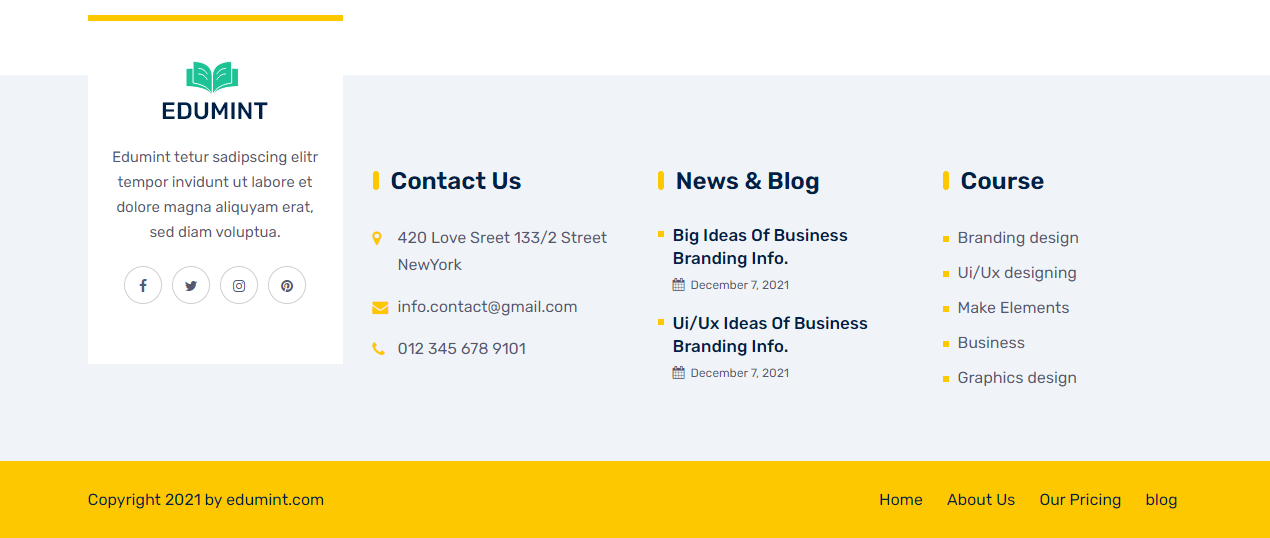 EDUMINT
Edumint tetur sadipscing elitr
tempor invidunt ut labore et
dolore magna aliquyam erat,
sed diam voluptua.
Contact Us
420 Love Sreet 133/2 Street
NewYork
info.contact@gmail.com
012 345 678 9101
News & Blog
Big Ideas Of Business
Branding Info.
December 7, 2021
Ui/Ux Ideas Of Business
Branding Info.
December 7, 2021
Course
Branding design
Ui/Ux designing
Make Elements
Business
Graphics design
Copyright 2021 by edumint.com
Home About Us Our Pricing blog